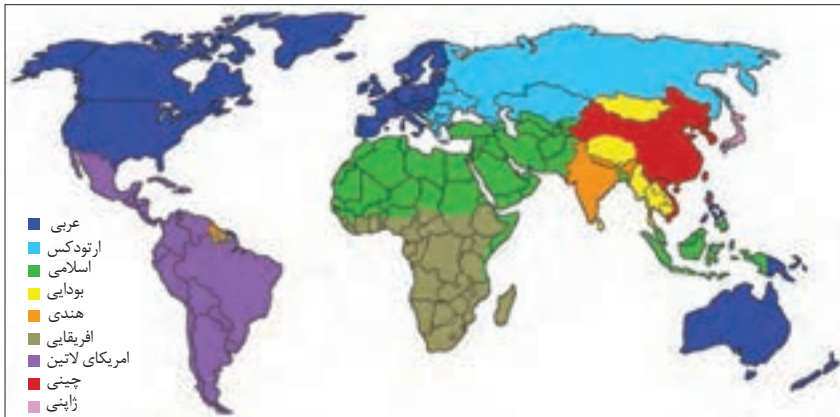 عربی
ارتودکس
اسلامی
بودایی
هندی
افریقایی
امریکای لاتین
چینی
ژاپنی